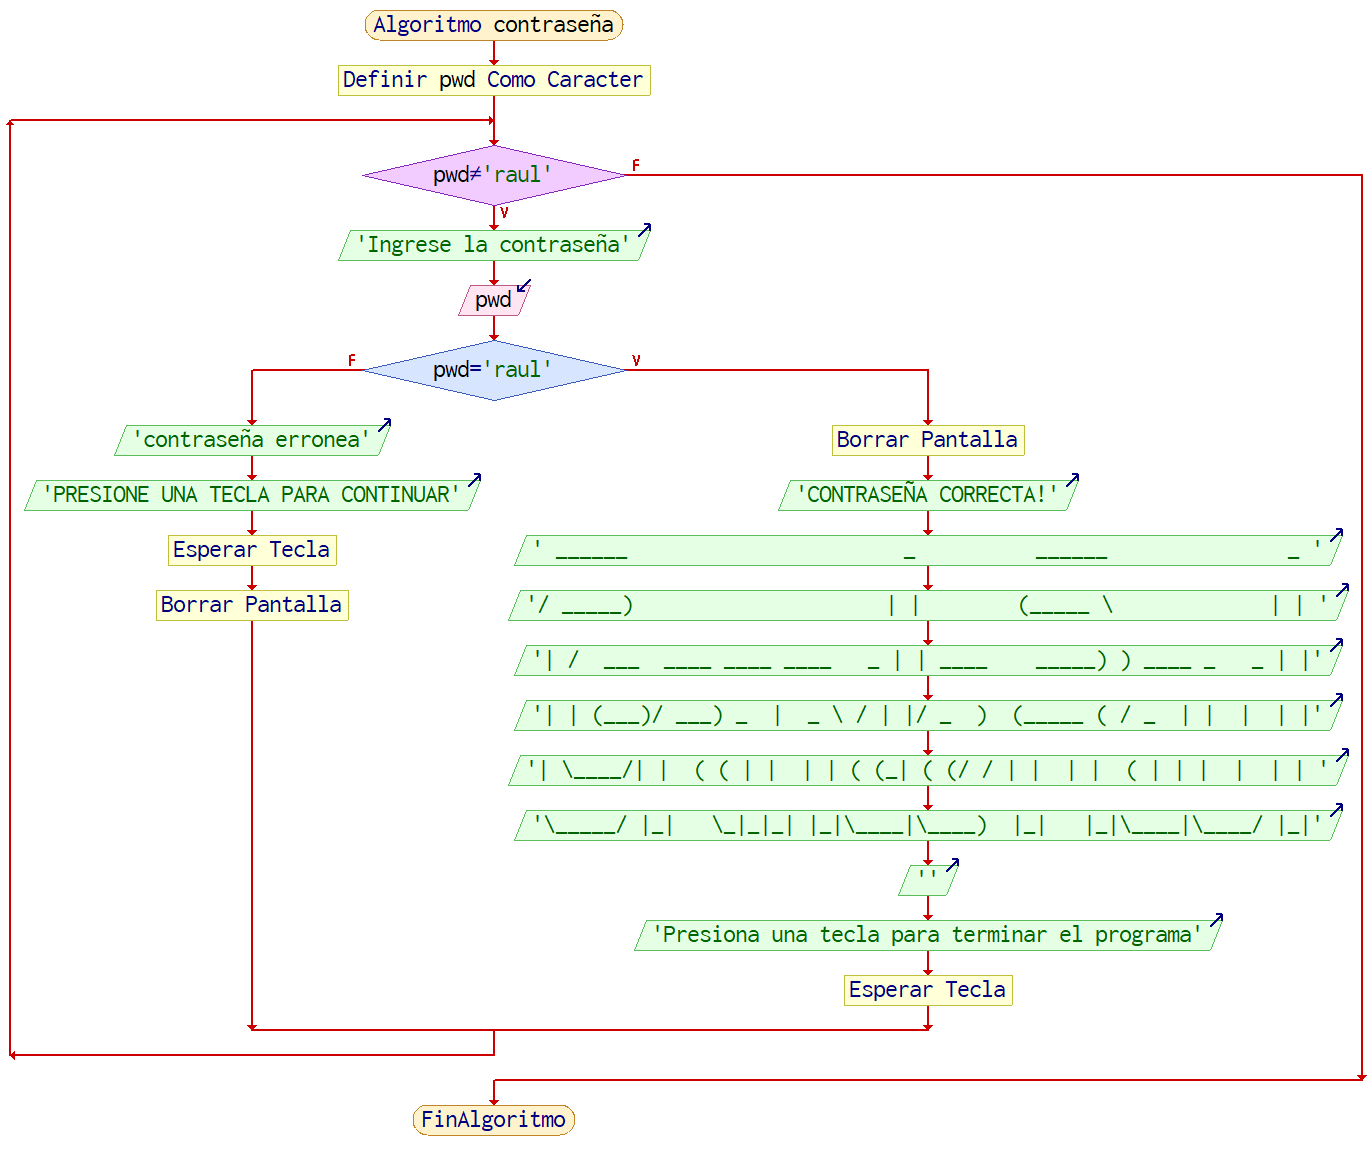 Algoritmo contraseña
Definir pwd Como Caracter
pwd≠'raul'
F
V
'Ingrese la contraseña'
pwd
pwd='raul'
F
V
'contraseña erronea'
'PRESIONE UNA TECLA PARA CONTINUAR'
Esperar Tecla
Borrar Pantalla
Borrar Pantalla
'CONTRASEÑA CORRECTA!'
' ______                       _          ______               _ '
'/ _____)                     | |        (_____ \             | | '
'| /  ___  ____ ____ ____   _ | | ____    _____) ) ____ _   _ | |'
'| | (___)/ ___) _  |  _ \ / | |/ _  )  (_____ ( / _  | |  |  | |'
'| \____/| |  ( ( | |  | | ( (_| ( (/ / | |  | |  ( | | |  |  | | '
'\_____/ |_|   \_|_|_| |_|\____|\____)  |_|   |_|\____|\____/ |_|'
''
'Presiona una tecla para terminar el programa'
Esperar Tecla
FinAlgoritmo